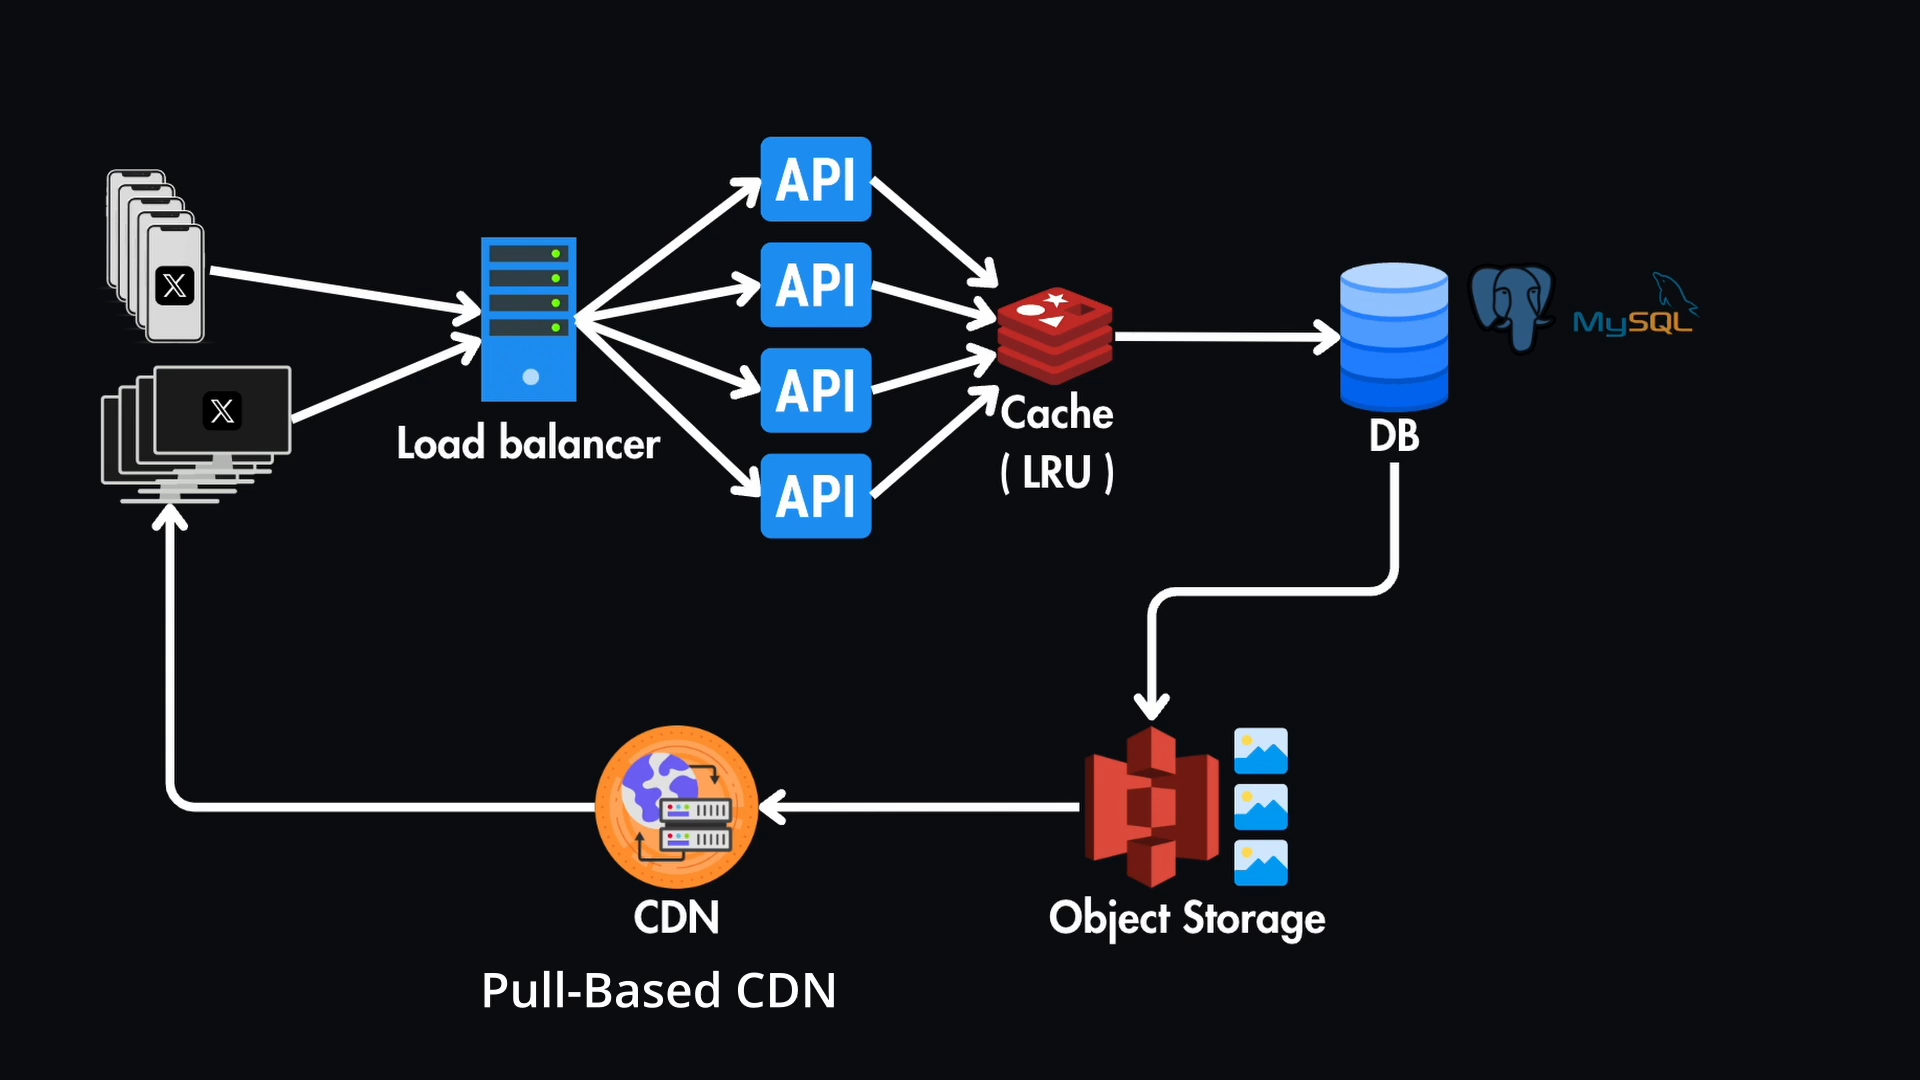 API
API
API
API
Load balancer
Cache
( LRU )
DB
MySQL
CDN
Object Storage
Pull-Based CDN